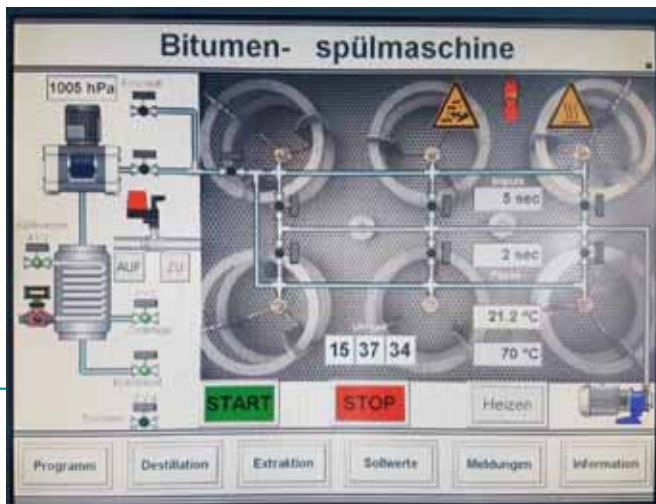 Bitumen- spülmaschine
1005 hPa
5 sec
2 sec
AUF ZU
21.2 °C
15 37 34
70 °C
START STOP Heizen
Programm Destillation Extraktion Sollwerte Meldungen Information